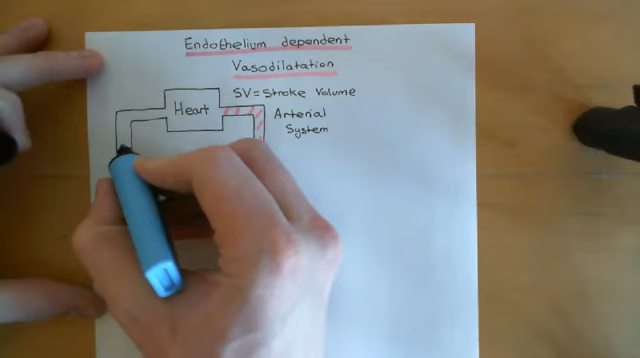 Endothelium dependent
Vasodilatation
SV = Stroke Volume
Heart
Arterial
System